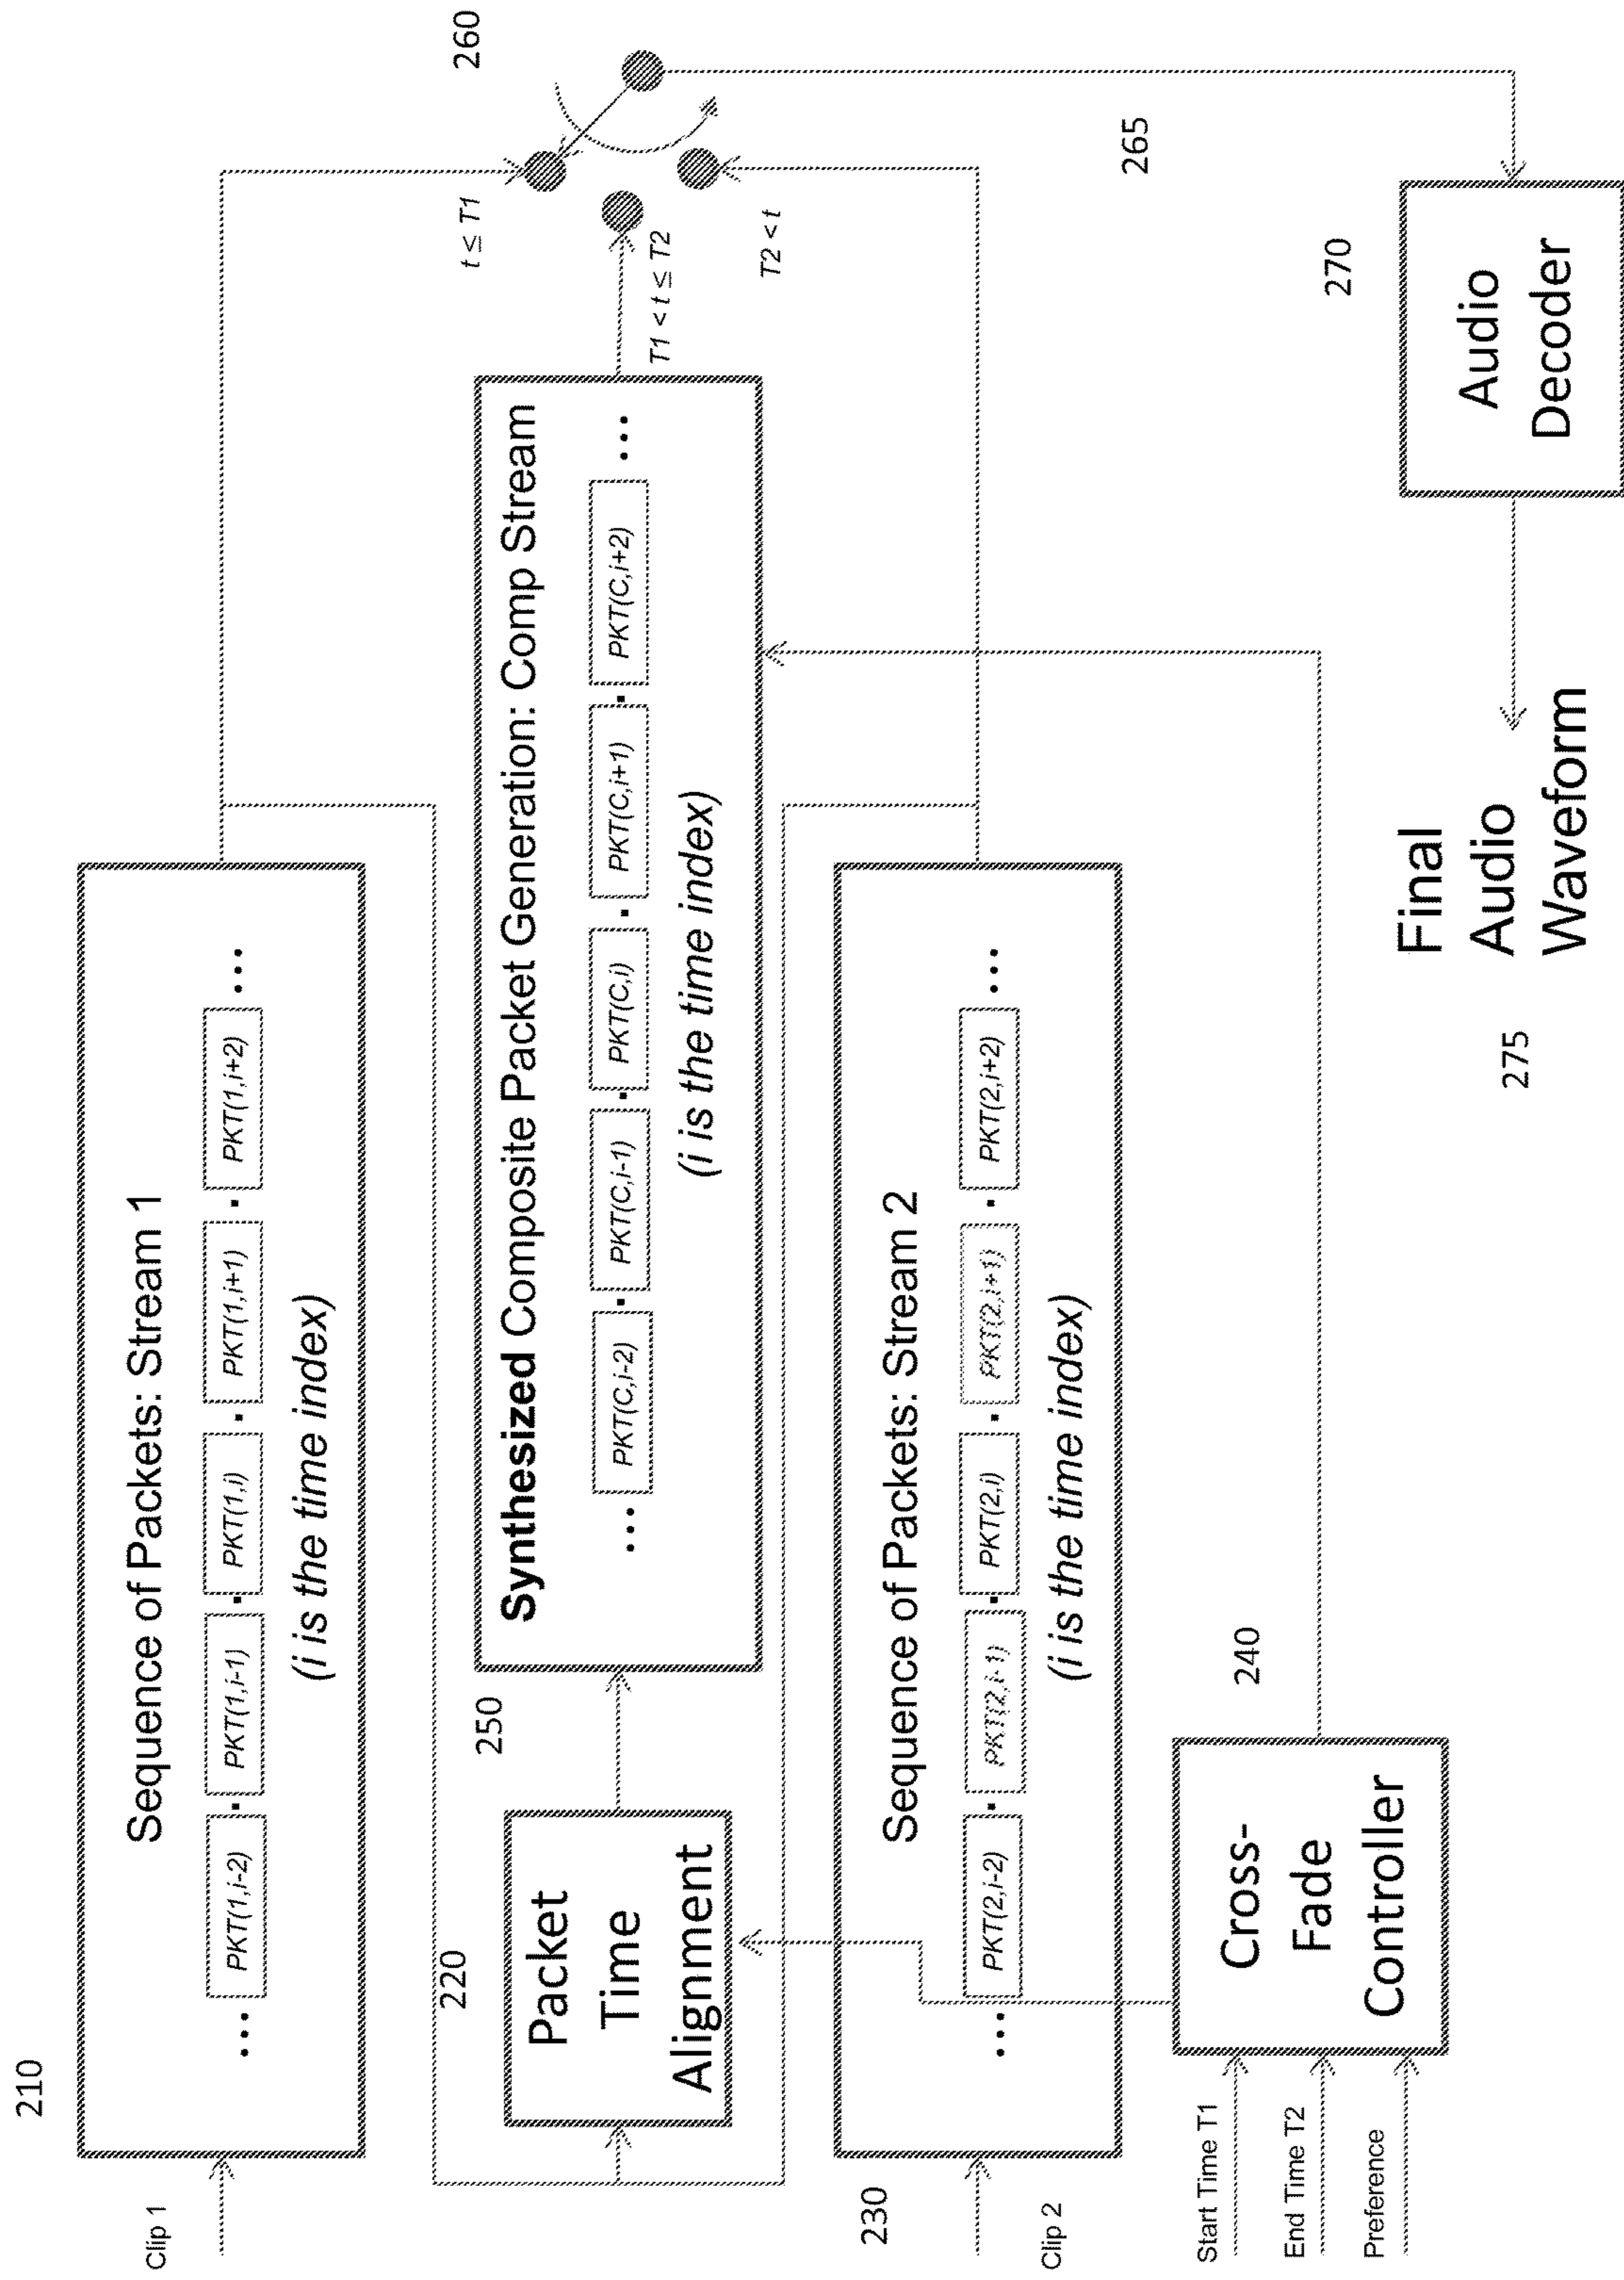 210
Clip 1
Sequence of Packets: Stream 1
... PKT(1,i-2) . PKT(1,i-1) . PKT(1,i) . PKT(1,i+1) . PKT(1,i+2) ...
(i is the time index)
220
Packet
Time
Alignment
250
Synthesized Composite Packet Generation: Comp Stream
... PKT(C,i-2) . PKT(C,i-1) . PKT(C,i) . PKT(C,i+1) . PKT(C,i+2) ...
(i is the time index)
260
t ≤ T1
T1 < t ≤ T2
T2 < t
230
Clip 2
Sequence of Packets: Stream 2
... PKT(2,i-2) . PKT(2,i-1) . PKT(2,i) . PKT(2,i+1) . PKT(2,i+2) ...
(i is the time index)
265
240
Start Time T1
End Time T2
Preference
Cross-
Fade
Controller
270
Audio
Decoder
Final
Audio
Waveform
275